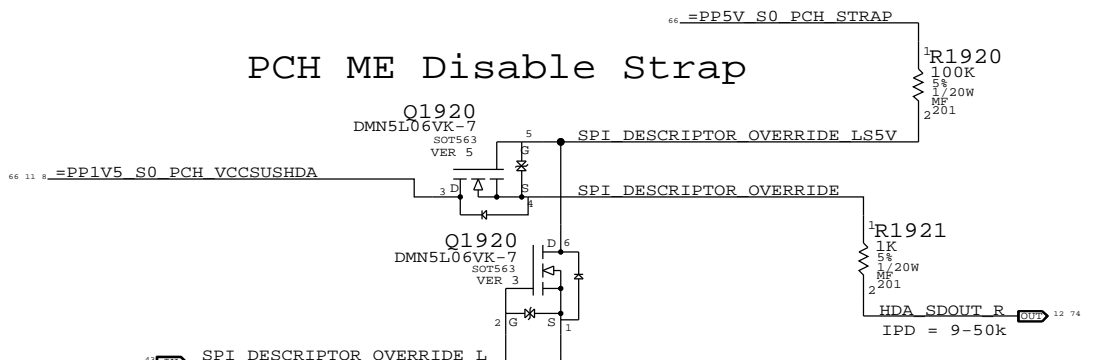 66 =PP5V_S0_PCH_STRAP
PCH ME Disable Strap
1 R1920
100K
5%
1/20W
MF
2 201
Q1920
DMN5L06VK-7
SOT563
VER 5
5
G
SPI_DESCRIPTOR_OVERRIDE_LS5V
66 11 8 =PP1V5_S0_PCH_VCCSUSHDA
3 D S
4
SPI_DESCRIPTOR_OVERRIDE
1 R1921
1K
5%
1/20W
MF
2 201
Q1920
DMN5L06VK-7
SOT563
VER 3
D 6
2 G S 1
HDA_SDOUT_R OUT 12 74
IPD = 9-50k
SPI_DESCRIPTOR_OVERRIDE_L